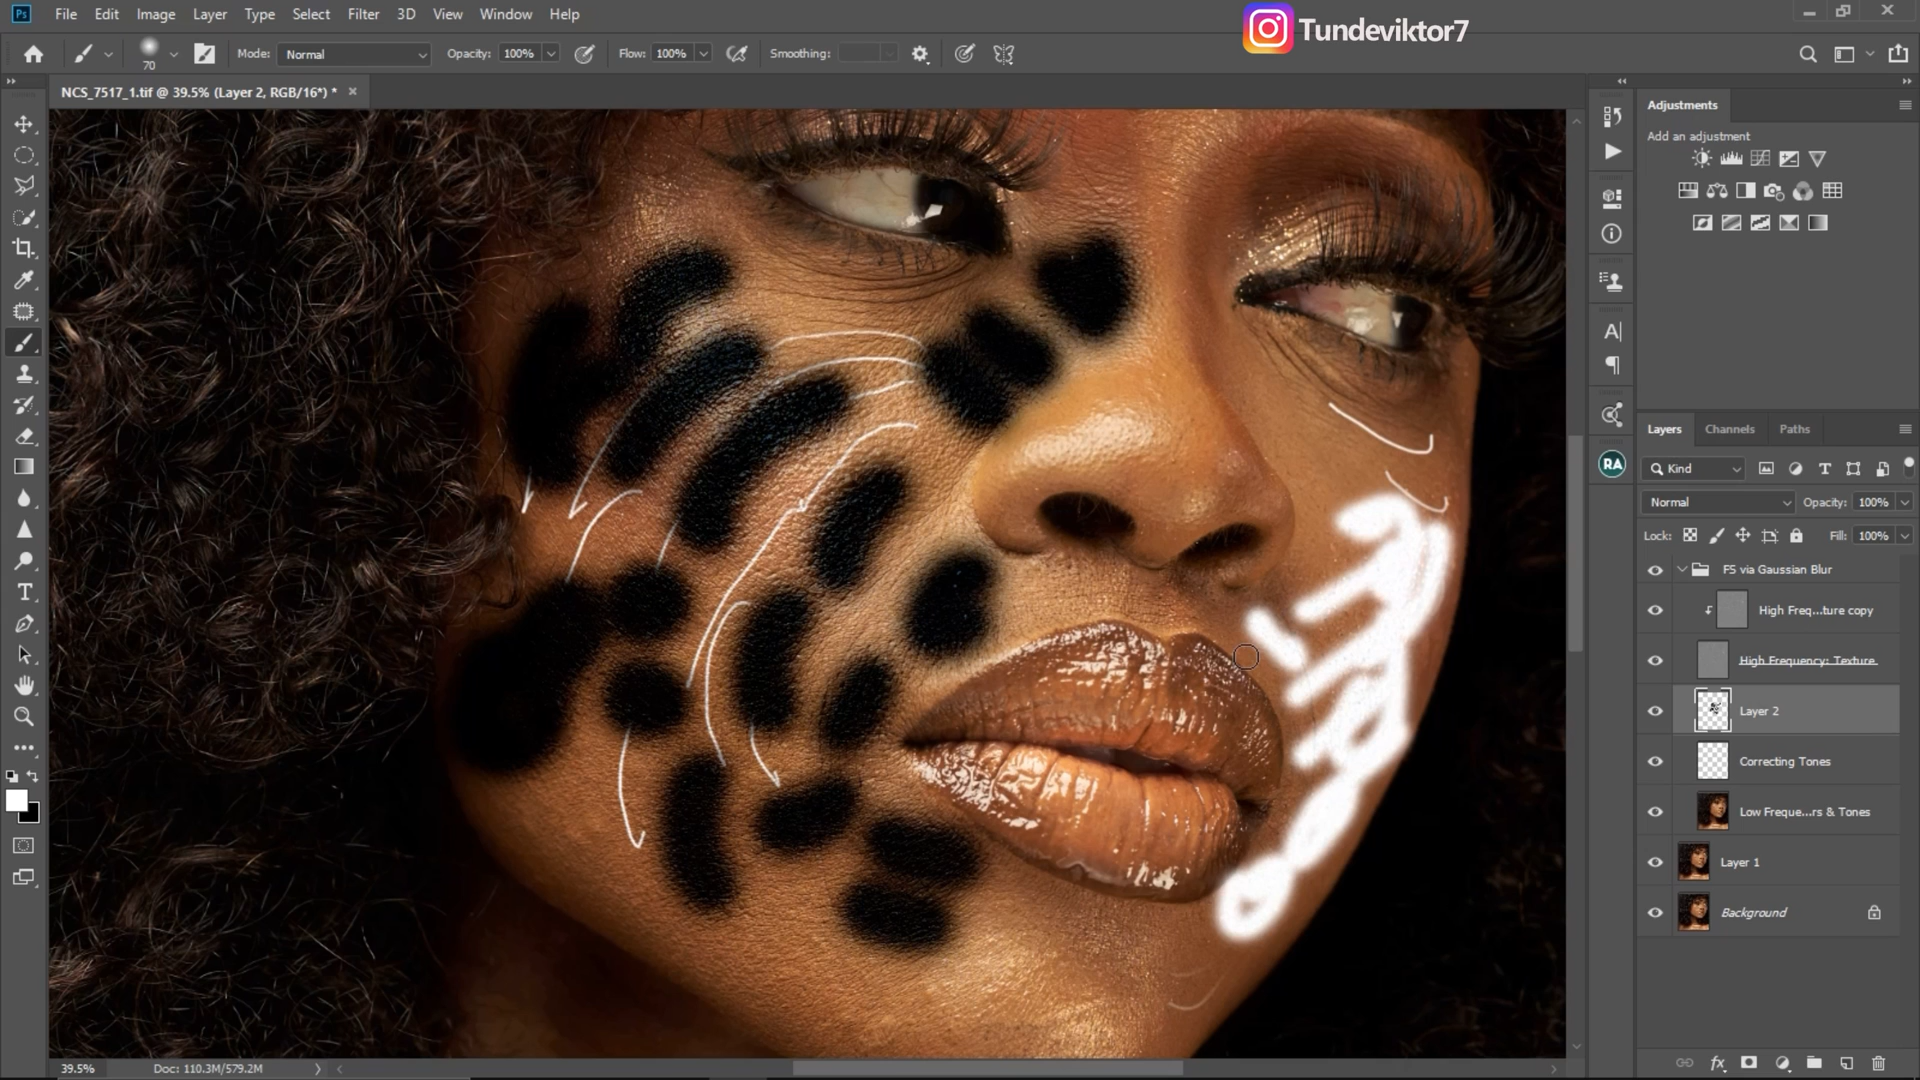 Ps File Edit Image Layer Type Select Filter 3D View Window Help
Tundeviktor7
70 Mode: Normal Opacity: 100% Flow: 100% Smoothing:
NCS_7517_1.tif @ 39.5% (Layer 2, RGB/16*) *
Adjustments
Add an adjustment
RA
Layers Channels Paths
Kind
Normal Opacity: 100%
Lock: Fill: 100%
FS via Gaussian Blur
High Freq...ture copy
High Frequency: Texture
Layer 2
Correcting Tones
Low Freque...rs & Tones
Layer 1
Background
39.5% Doc: 110.3M/579.2M